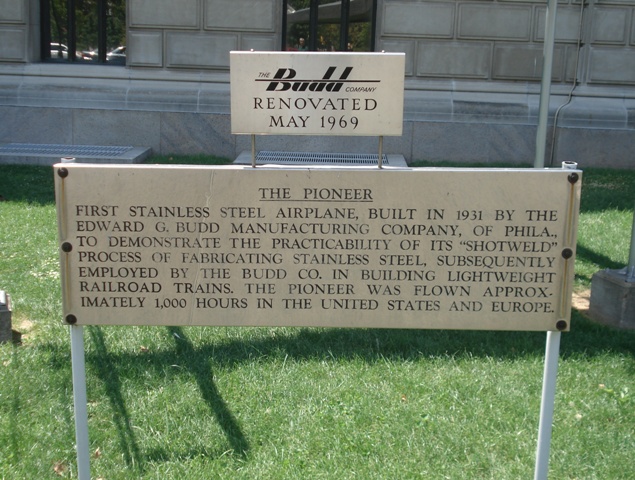 THE Budd COMPANY
RENOVATED
MAY 1969
THE PIONEER
FIRST STAINLESS STEEL AIRPLANE, BUILT IN 1931 BY THE
EDWARD G. BUDD MANUFACTURING COMPANY, OF PHILA.,
TO DEMONSTRATE THE PRACTICABILITY OF ITS “SHOTWELD”
PROCESS OF FABRICATING STAINLESS STEEL, SUBSEQUENTLY
EMPLOYED BY THE BUDD CO. IN BUILDING LIGHTWEIGHT
RAILROAD TRAINS. THE PIONEER WAS FLOWN APPROX-
IMATELY 1,000 HOURS IN THE UNITED STATES AND EUROPE.